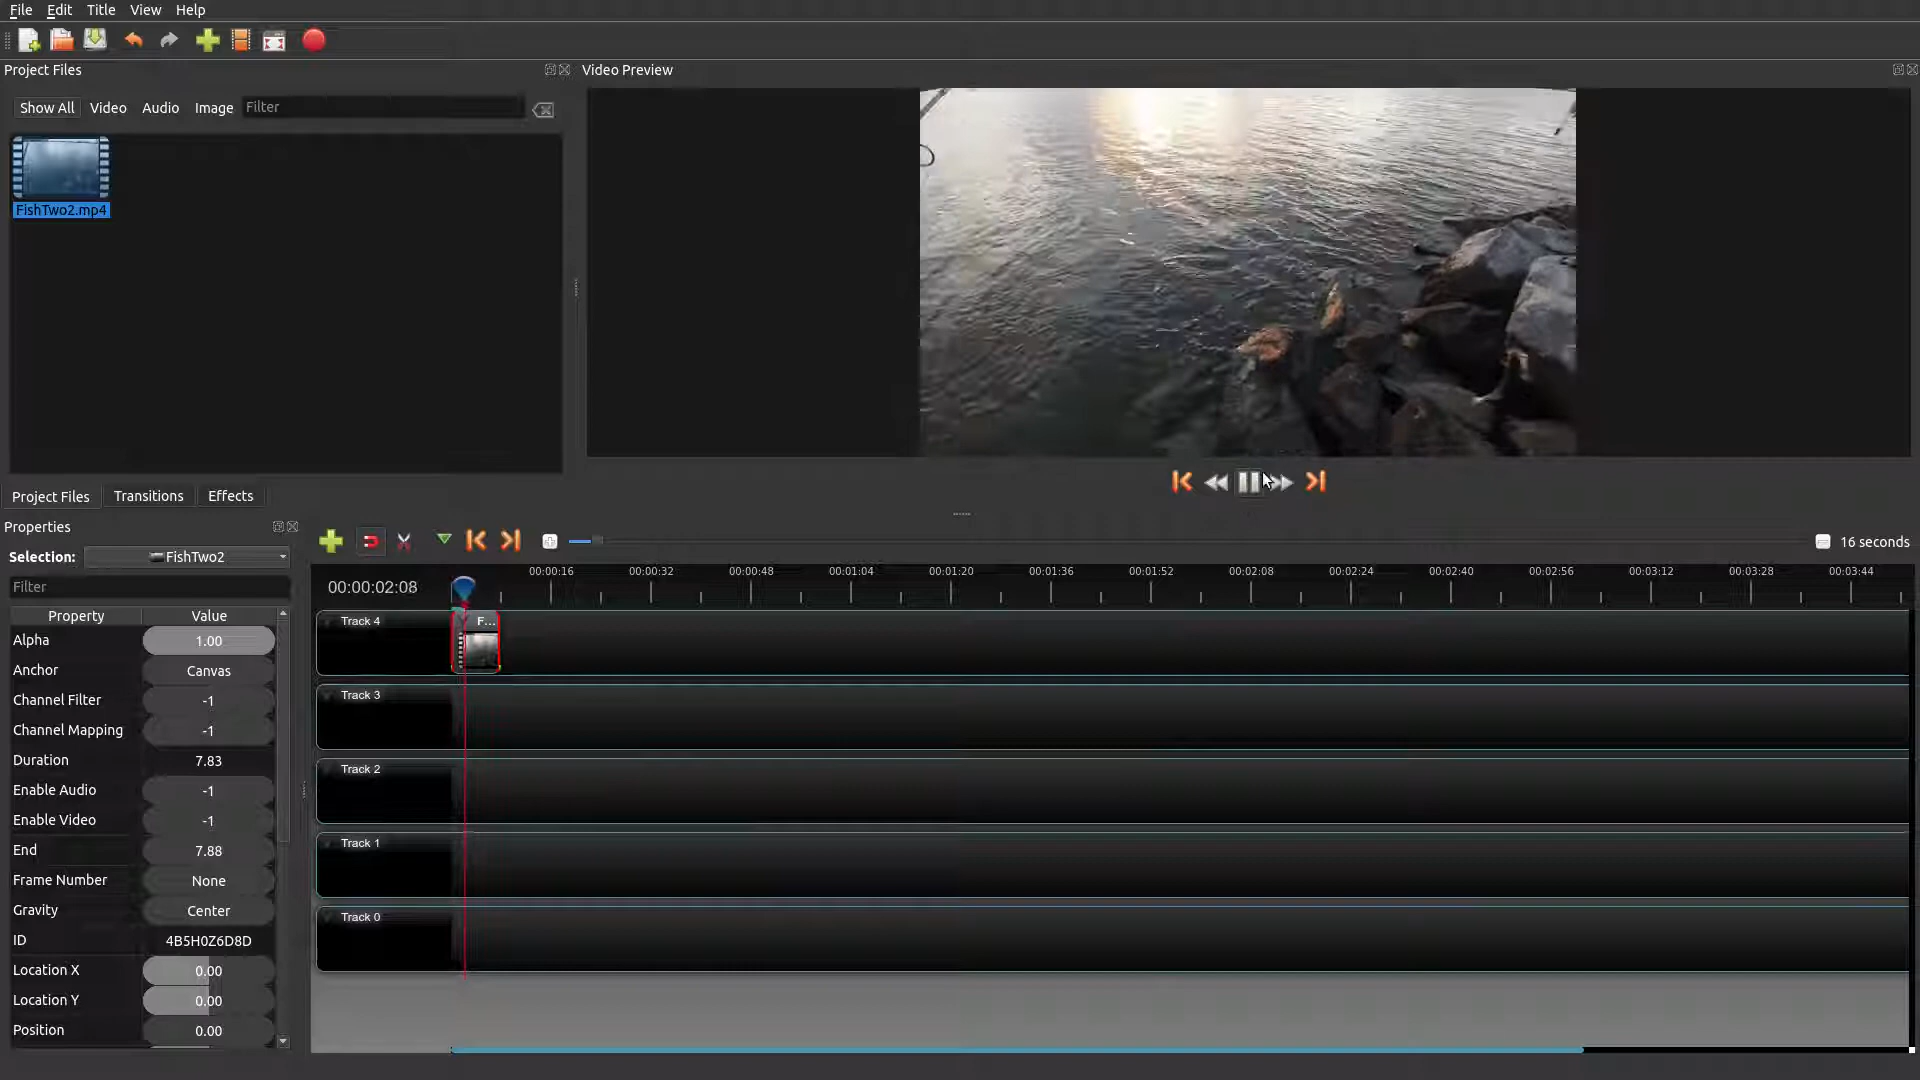 File Edit Title View Help
Project Files
Video Preview
Show All Video Audio Image Filter
FishTwo2.mp4
Project Files Transitions Effects
Properties
Selection: FishTwo2
Filter
Property Value
Alpha 1.00
Anchor Canvas
Channel Filter -1
Channel Mapping -1
Duration 7.83
Enable Audio -1
Enable Video -1
End 7.88
Frame Number None
Gravity Center
ID 4B5H0Z6D8D
Location X 0.00
Location Y 0.00
Position 0.00
16 seconds
00:00:02:08
00:00:16 00:00:32 00:00:48 00:01:04 00:01:20 00:01:36 00:01:52 00:02:08 00:02:24 00:02:40 00:02:56 00:03:12 00:03:28 00:03:44
Track 4
F...
Track 3
Track 2
Track 1
Track 0